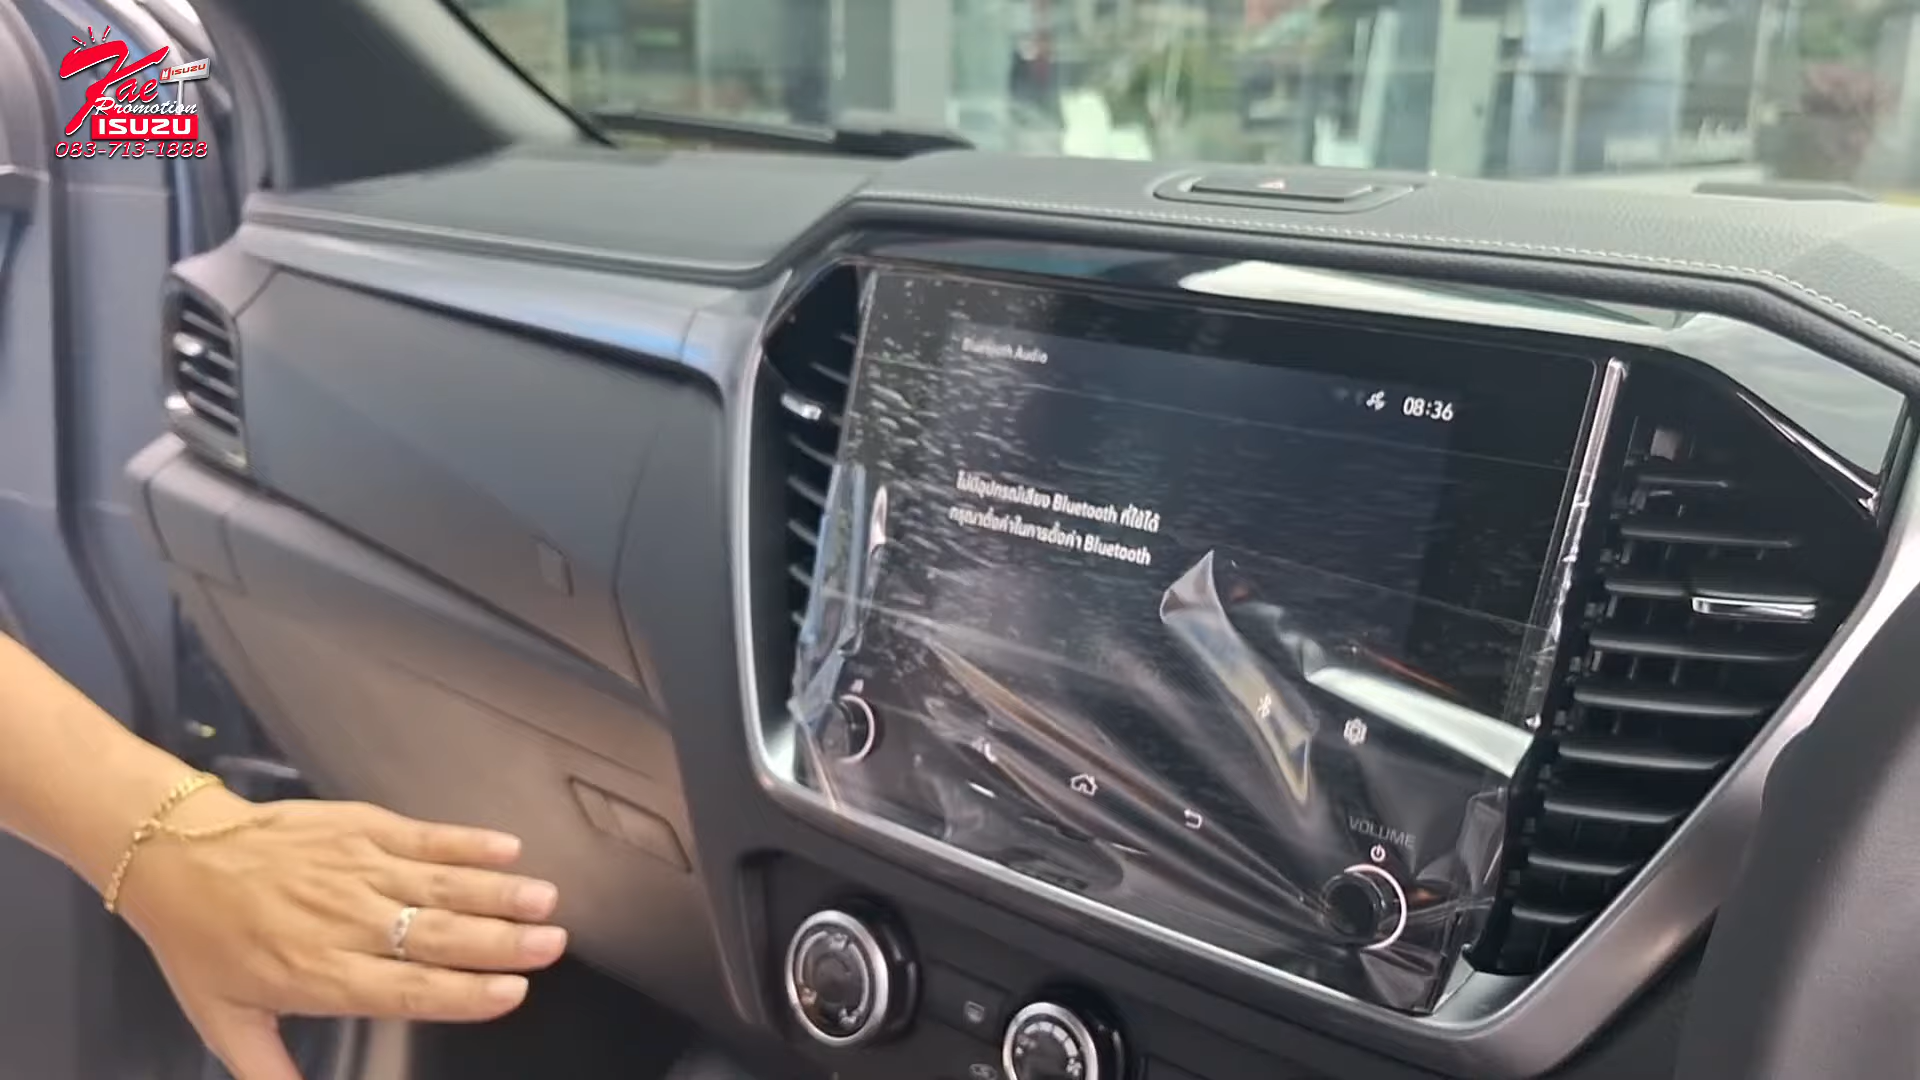 Kae
Promotion
ISUZU
ISUZU
083-713-1888
Bluetooth Audio
08:36
ไม่มีอุปกรณ์เสียง Bluetooth ที่ใช้ได้
กรุณาตั้งค่าในการตั้งค่า Bluetooth
VOLUME